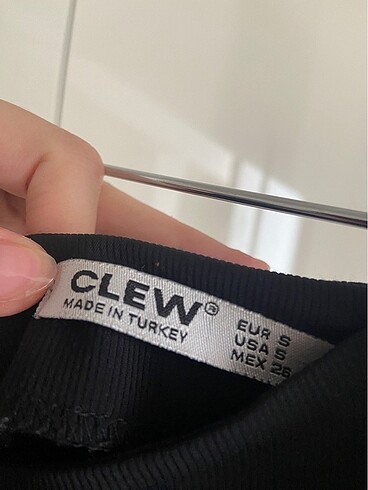 CLEW®
MADE IN TURKEY
EUR S
USA S
MEX 26